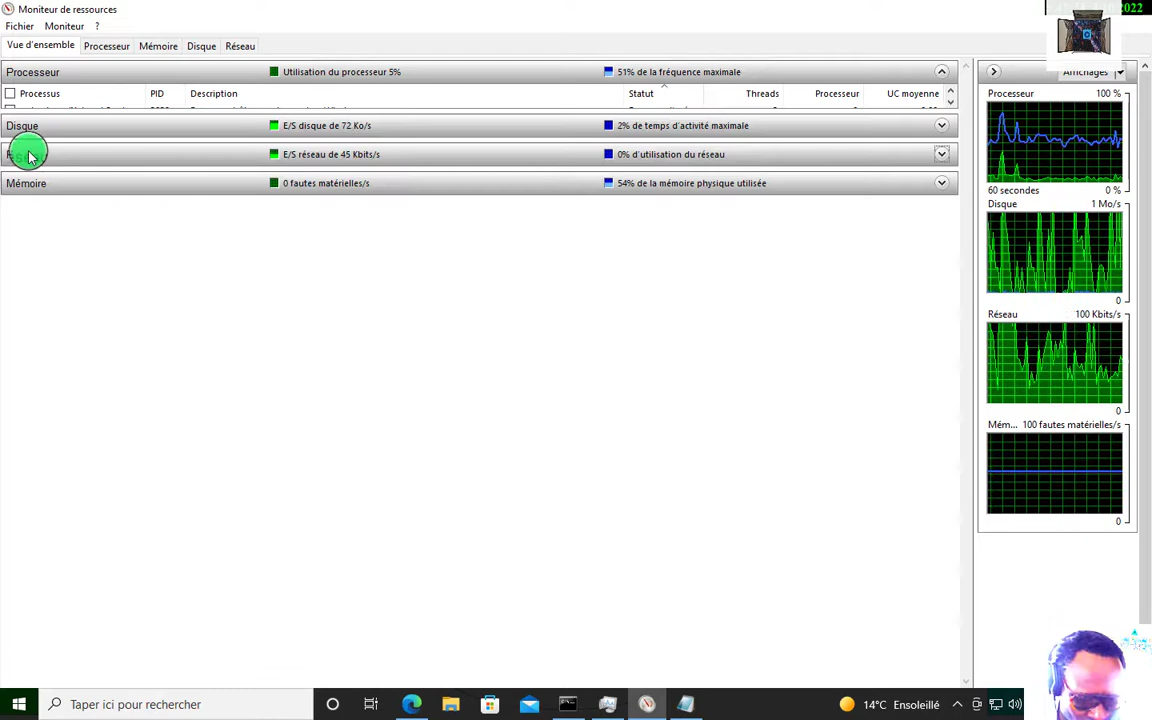 Moniteur de ressources
2022
Fichier Moniteur ?
Vue d'ensemble Processeur Mémoire Disque Réseau
Processeur Utilisation du processeur 5% 51% de la fréquence maximale
Affichages
Processus PID Description Statut Threads Processeur UC moyenne
Processeur 100 %
Disque E/S disque de 72 Ko/s 2% de temps d'activité maximale
E/S réseau de 45 Kbits/s 0% d'utilisation du réseau
Mémoire 0 fautes matérielles/s 54% de la mémoire physique utilisée
60 secondes 0 %
Disque 1 Mo/s
0
Réseau 100 Kbits/s
0
Mém... 100 fautes matérielles/s
0
Taper ici pour rechercher
14°C Ensoleillé